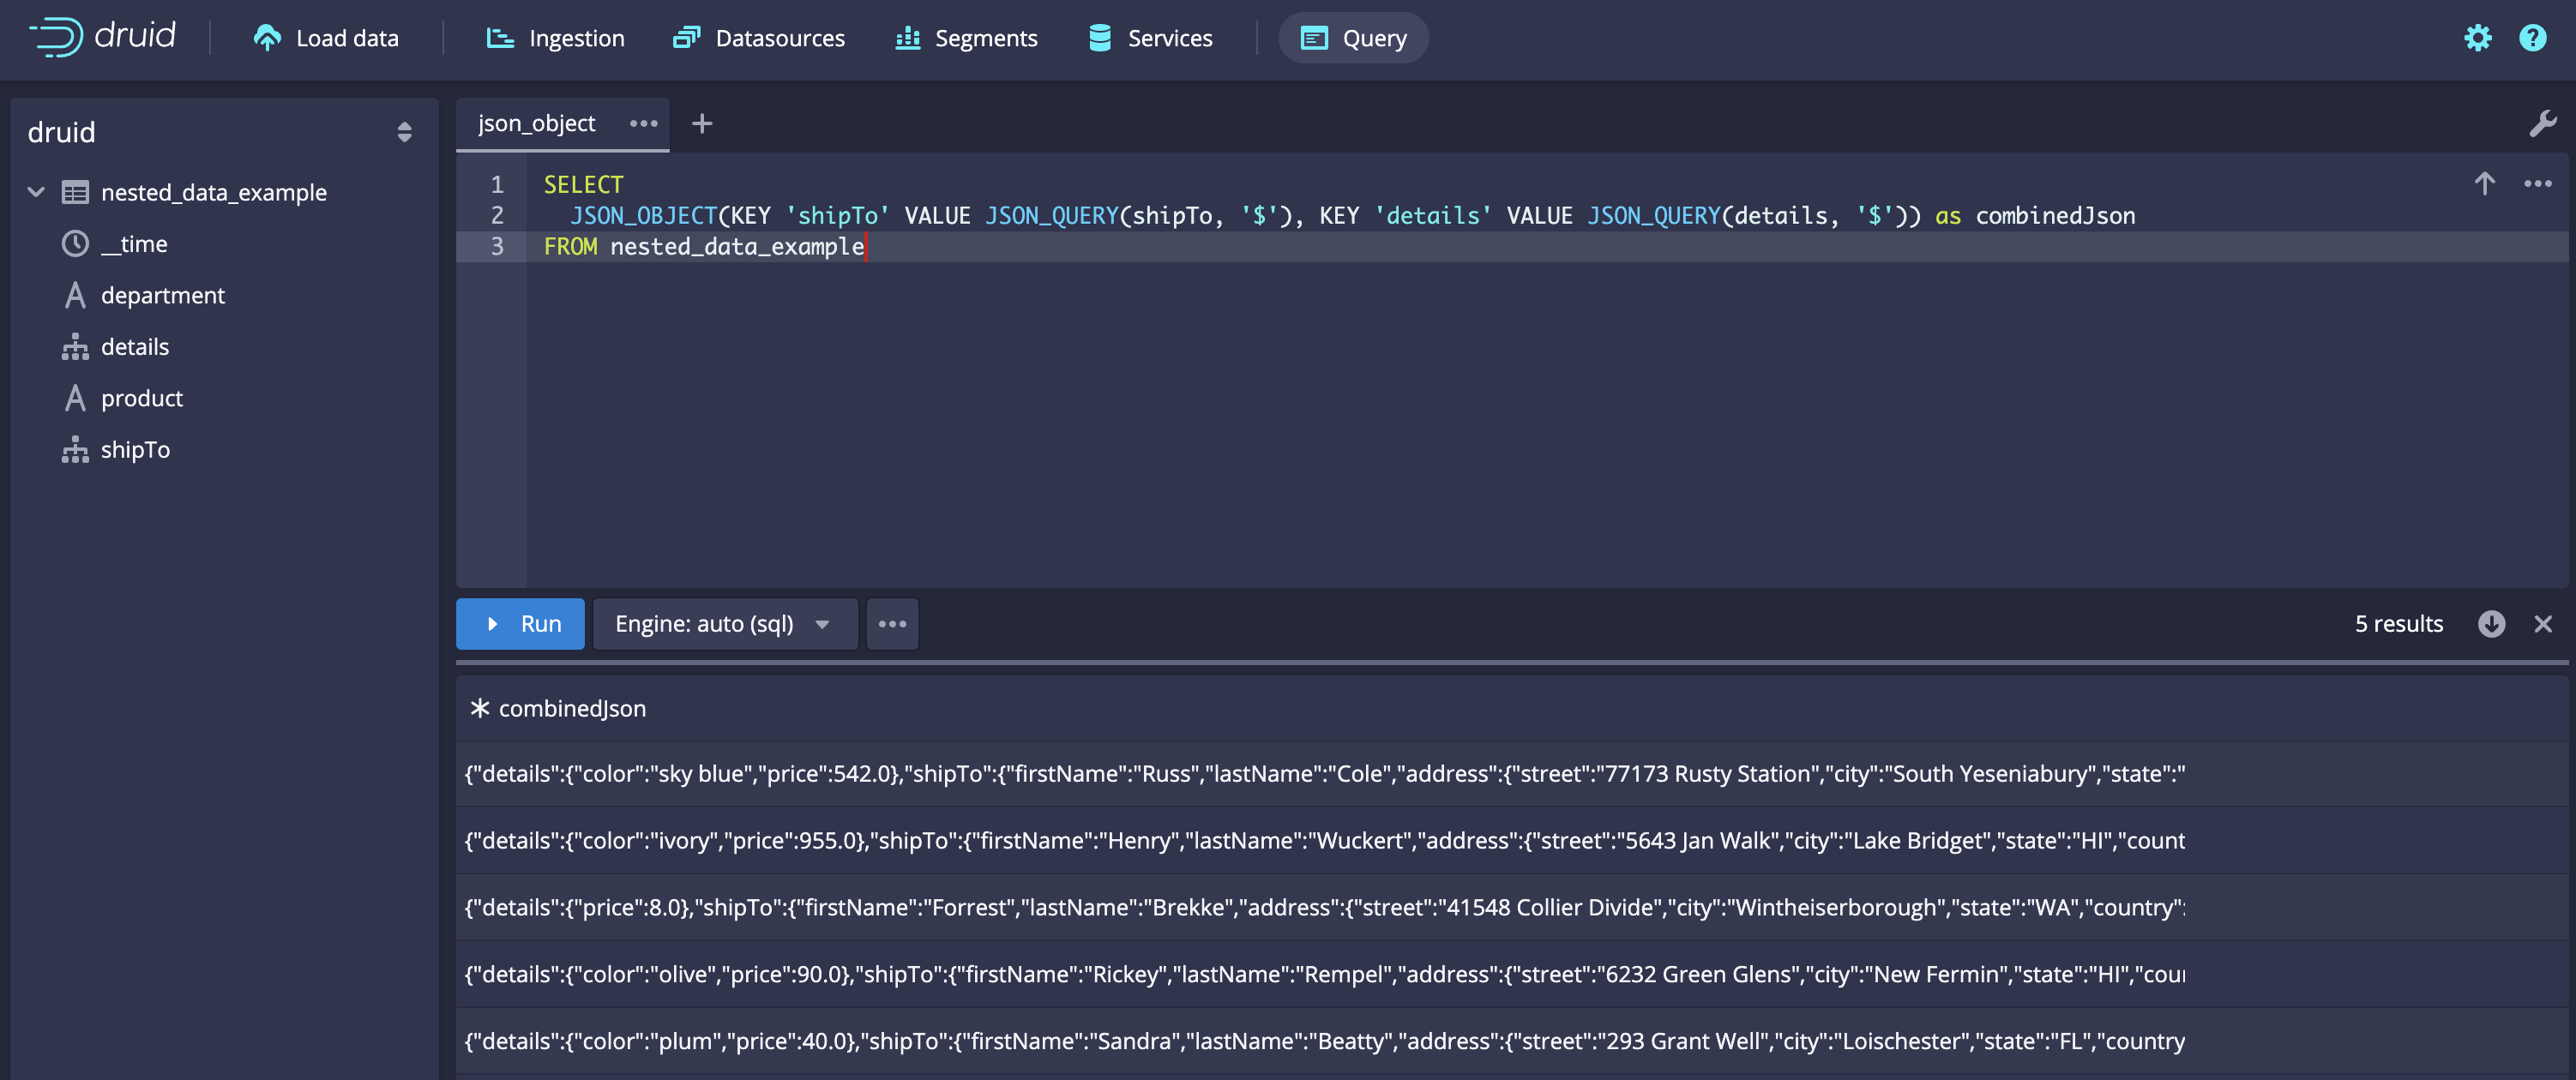 druid Load data Ingestion Datasources Segments Services Query
druid
nested_data_example
__time
department
details
product
shipTo
json_object
1 SELECT
2 JSON_OBJECT(KEY 'shipTo' VALUE JSON_QUERY(shipTo, '$'), KEY 'details' VALUE JSON_QUERY(details, '$')) as combinedJson
3 FROM nested_data_example
Run Engine: auto (sql) 5 results
combinedJson
{"details":{"color":"sky blue","price":542.0},"shipTo":{"firstName":"Russ","lastName":"Cole","address":{"street":"77173 Rusty Station","city":"South Yeseniabury","state":"
{"details":{"color":"ivory","price":955.0},"shipTo":{"firstName":"Henry","lastName":"Wuckert","address":{"street":"5643 Jan Walk","city":"Lake Bridget","state":"HI","count
{"details":{"price":8.0},"shipTo":{"firstName":"Forrest","lastName":"Brekke","address":{"street":"41548 Collier Divide","city":"Wintheiserborough","state":"WA","country":
{"details":{"color":"olive","price":90.0},"shipTo":{"firstName":"Rickey","lastName":"Rempel","address":{"street":"6232 Green Glens","city":"New Fermin","state":"HI","cou
{"details":{"color":"plum","price":40.0},"shipTo":{"firstName":"Sandra","lastName":"Beatty","address":{"street":"293 Grant Well","city":"Loischester","state":"FL","country